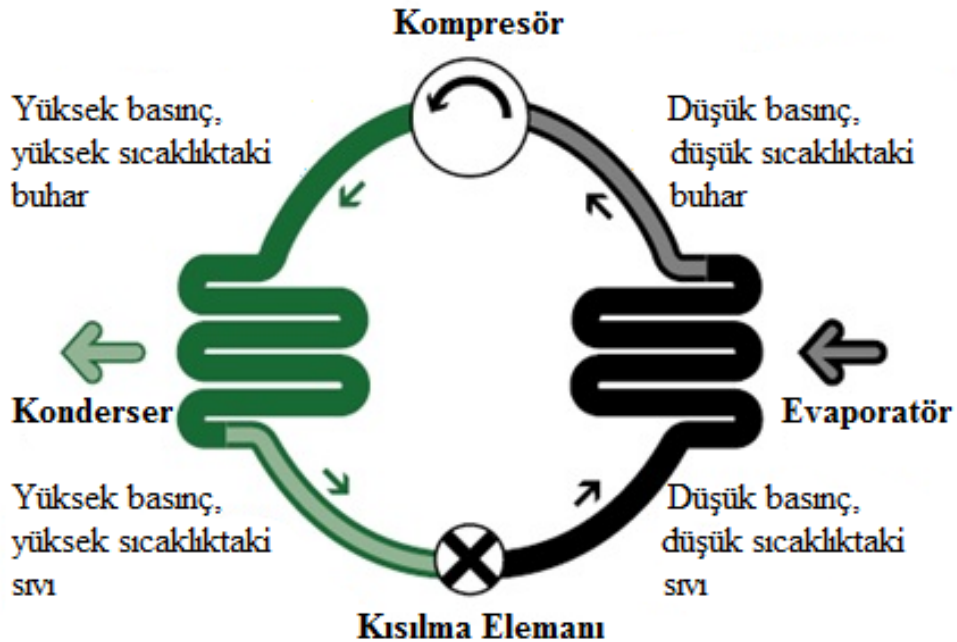 Kompresör
Yüksek basınç,
yüksek sıcaklıktaki
buhar
Düşük basınç,
düşük sıcaklıktaki
buhar
Konderser
Evaporatör
Yüksek basınç,
yüksek sıcaklıktaki
sıvı
Düşük basınç,
düşük sıcaklıktaki
sıvı
Kısılma Elemanı